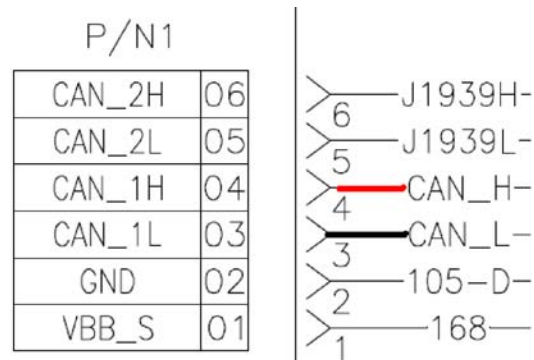 P/N1
CAN_2H 06 6 J1939H-
CAN_2L 05 5 J1939L-
CAN_1H 04 4 CAN_H-
CAN_1L 03 3 CAN_L-
GND 02 2 105-D-
VBB_S 01 1 168